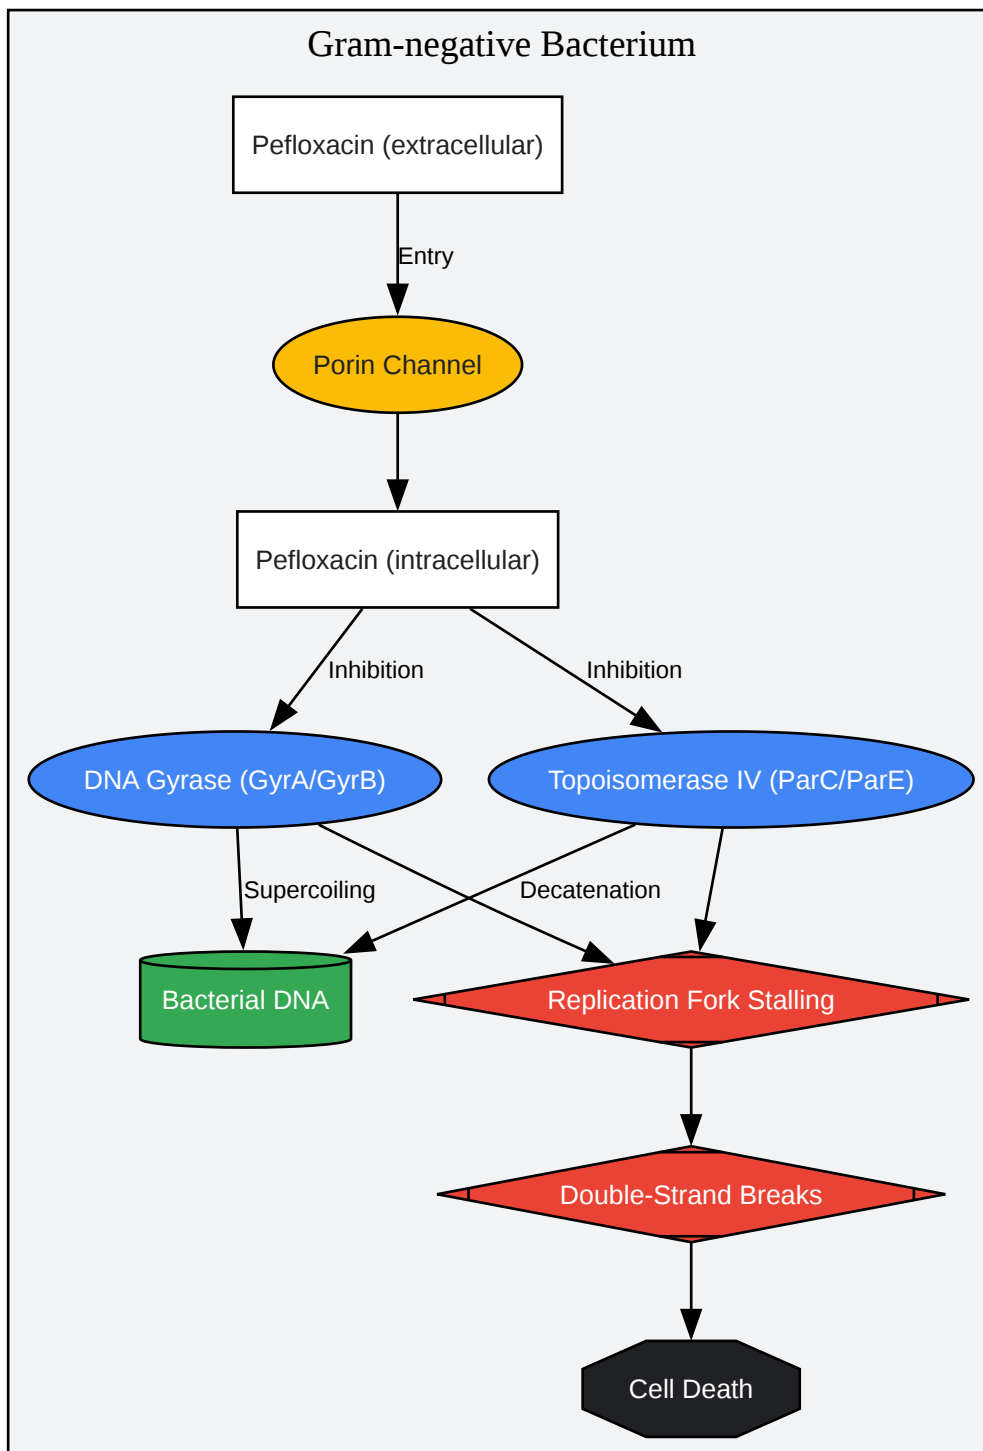 Gram-negative Bacterium
Pefloxacin (extracellular)
Entry
Porin Channel
Pefloxacin (intracellular)
Inhibition
Inhibition
DNA Gyrase (GyrA/GyrB)
Topoisomerase IV (ParC/ParE)
Supercoiling
Decatenation
Bacterial DNA
Replication Fork Stalling
Double-Strand Breaks
Cell Death